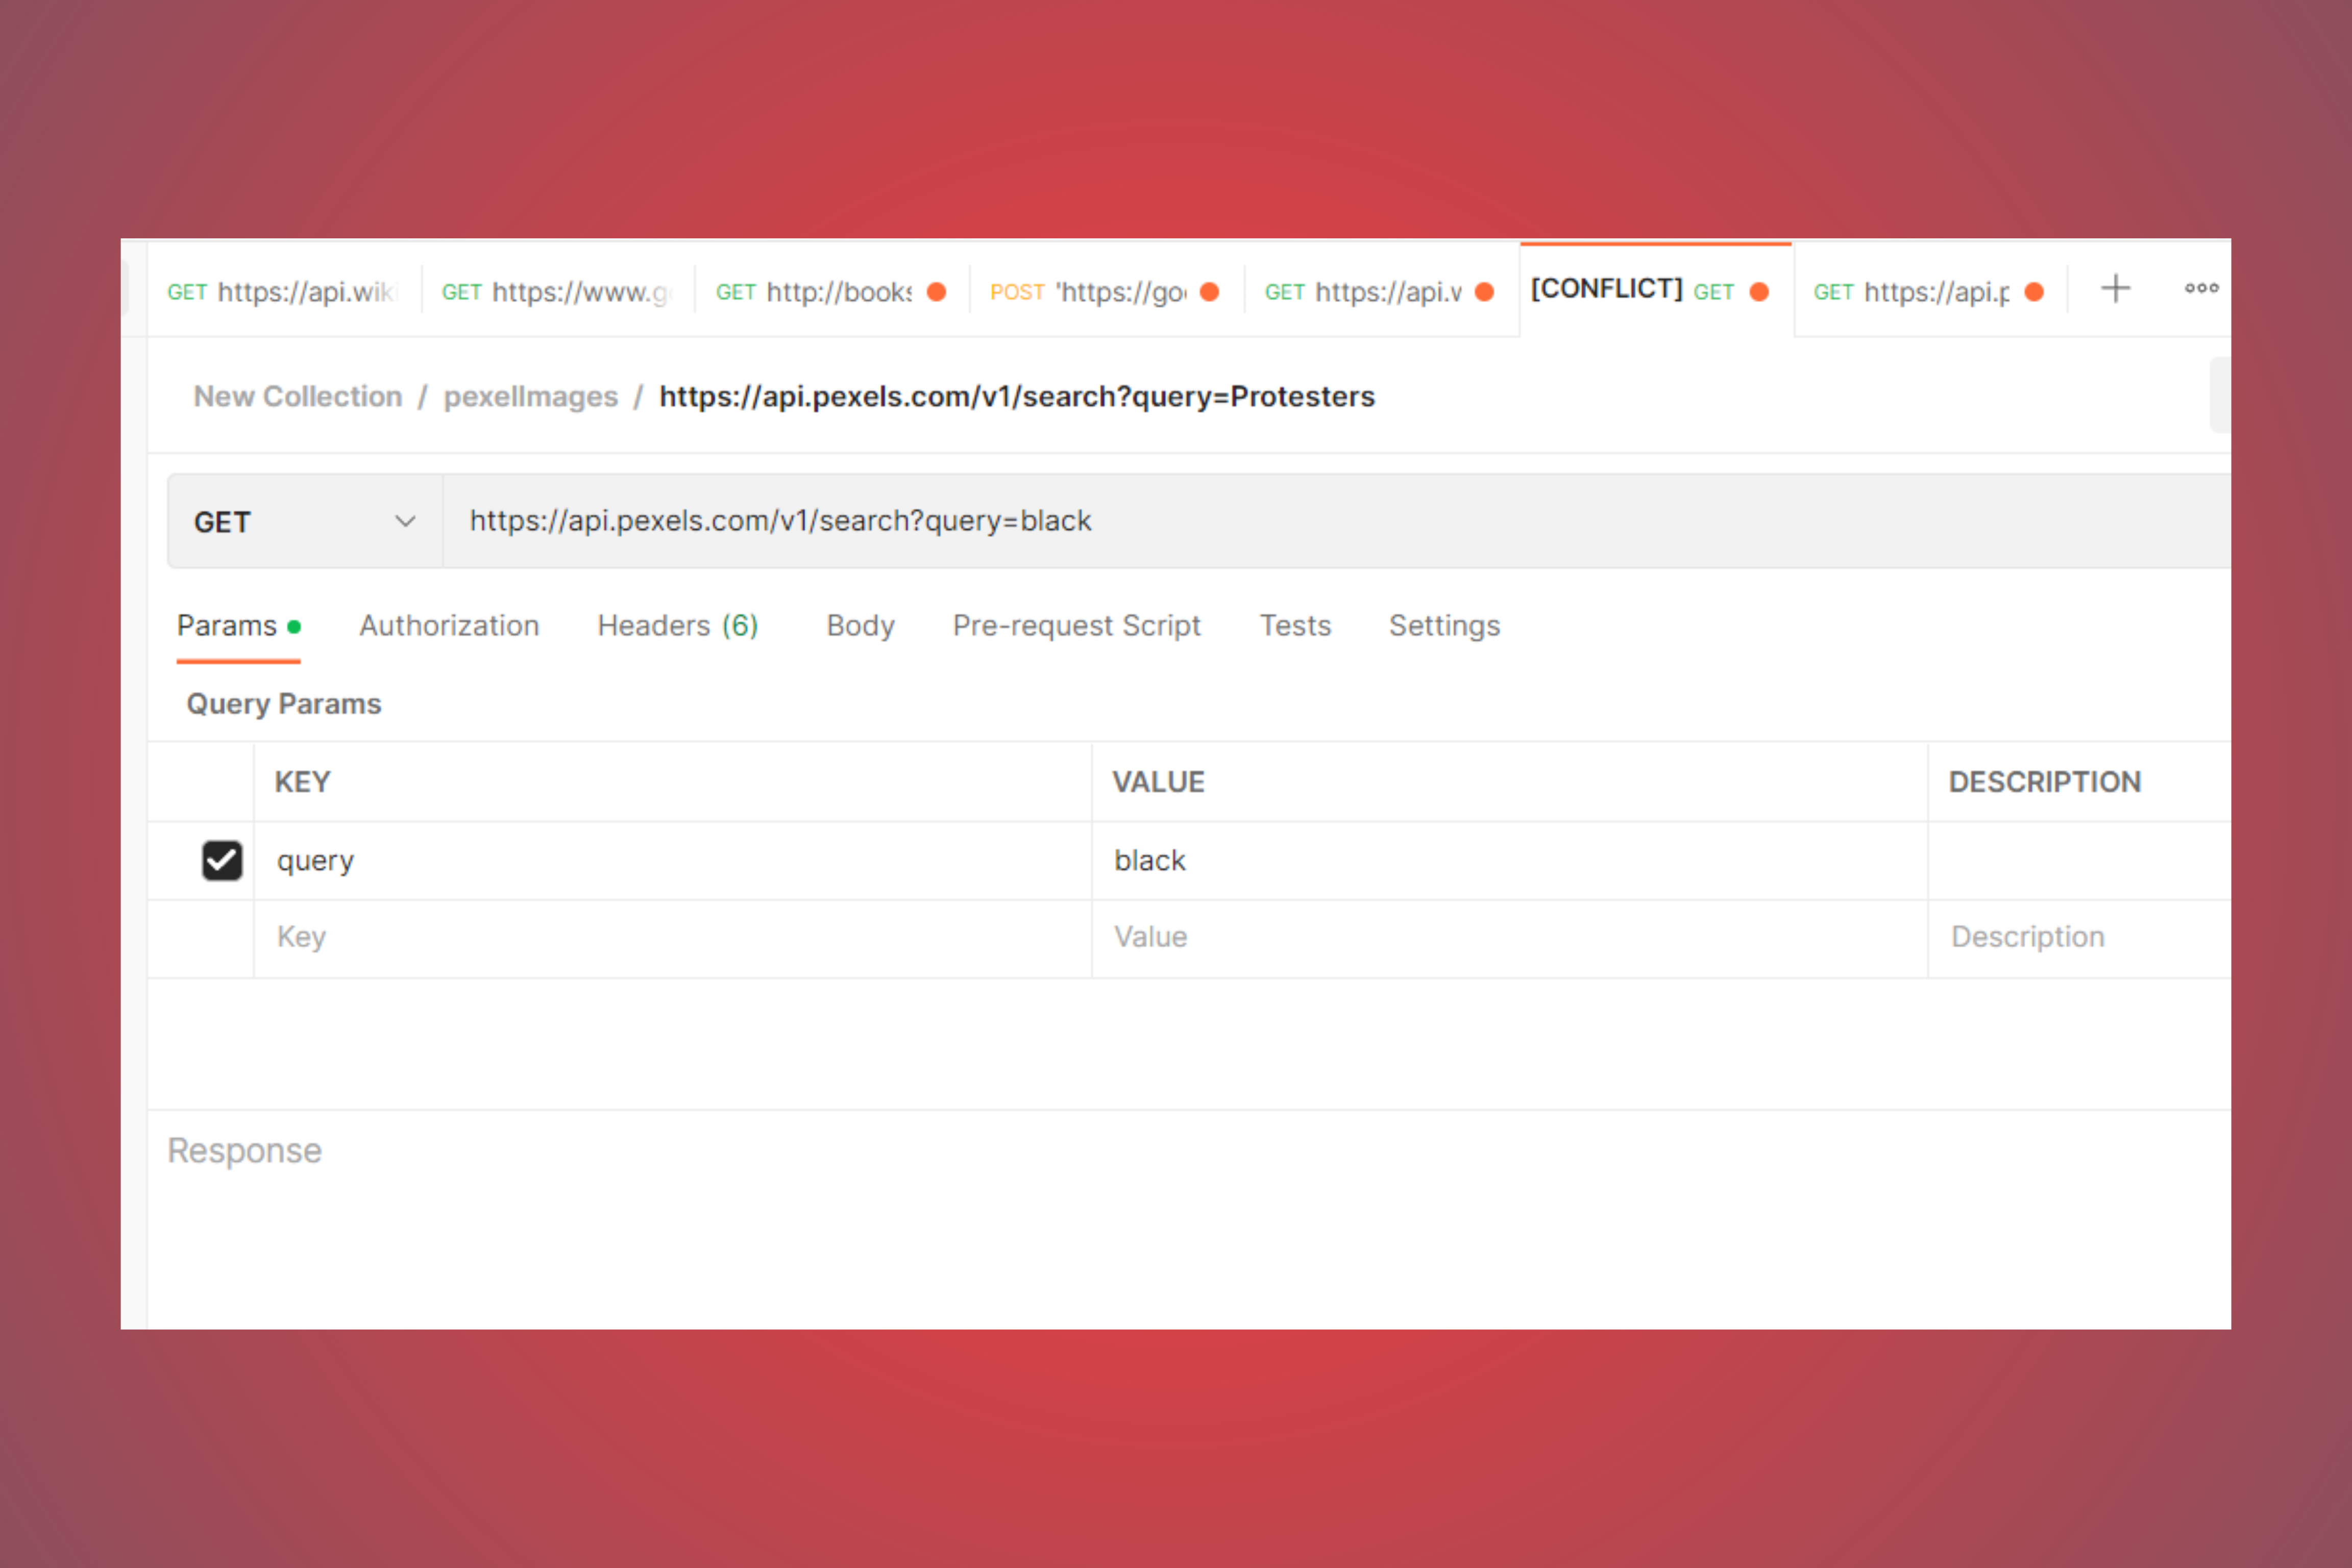 GET https://api.wiki GET https://www.go GET http://books POST 'https://go GET https://api.w [CONFLICT] GET GET https://api.p
New Collection / pexelImages / https://api.pexels.com/v1/search?query=Protesters
GET https://api.pexels.com/v1/search?query=black
Params Authorization Headers (6) Body Pre-request Script Tests Settings
Query Params
KEY VALUE DESCRIPTION
query black
Key Value Description
Response